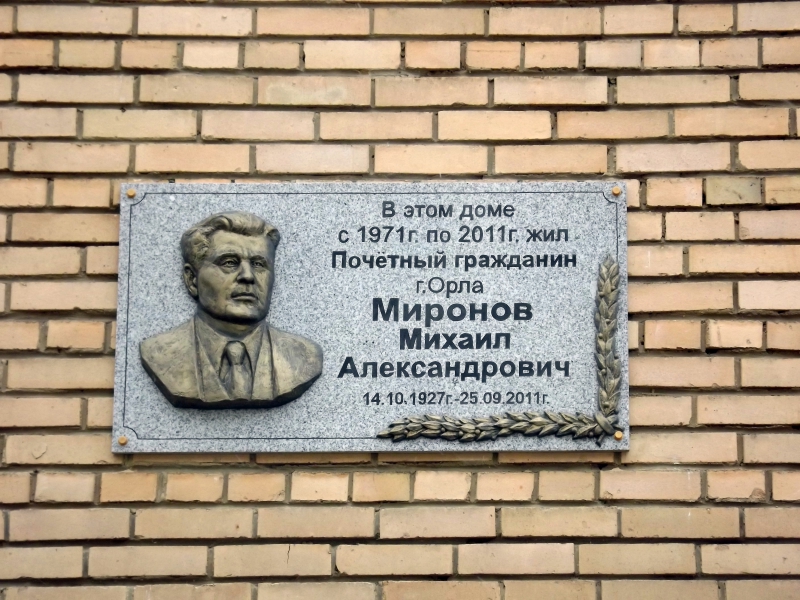 В этом доме
с 1971г. по 2011г. жил
Почётный гражданин
г.Орла
Миронов
Михаил
Александрович
14.10.1927г.-25.09.2011г.